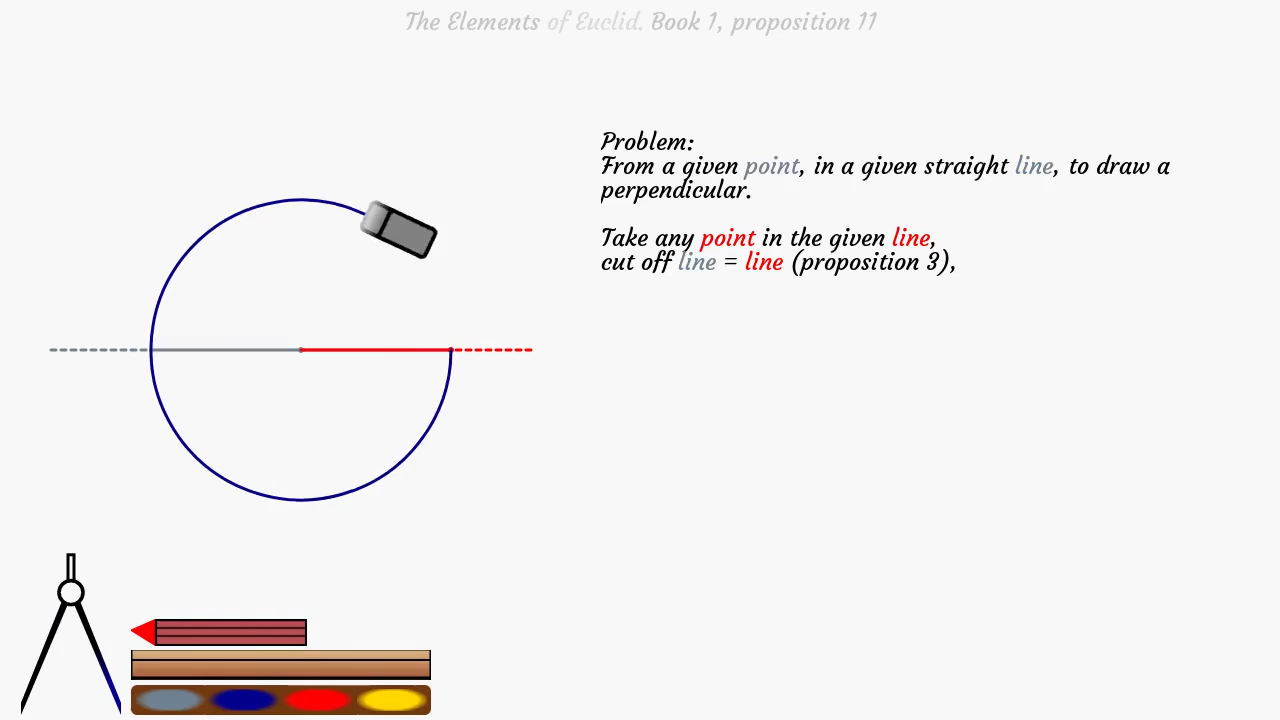 The Elements of Euclid. Book 1, proposition 11
Problem:
From a given point, in a given straight line, to draw a
perpendicular.
Take any point in the given line,
cut off line = line (proposition 3),